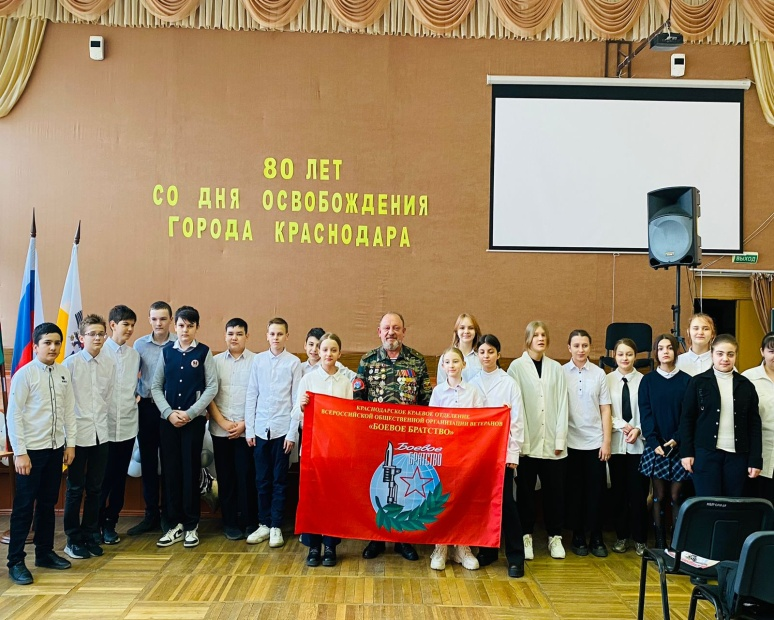 80 ЛЕТ
СО ДНЯ ОСВОБОЖДЕНИЯ
ГОРОДА КРАСНОДАРА
ВЫХОД
КРАСНОДАРСКОЕ КРАЕВОЕ ОТДЕЛЕНИЕ
ВСЕРОССИЙСКОЙ ОБЩЕСТВЕННОЙ ОРГАНИЗАЦИИ ВЕТЕРАНОВ
«БОЕВОЕ БРАТСТВО»
Боевое
БРАТСТВО